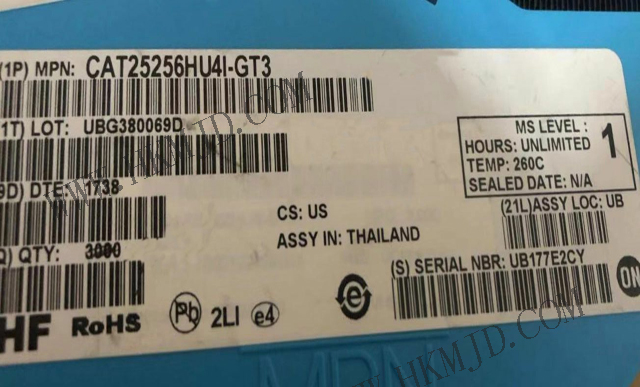 (1P) MPN: CAT25256HU4I-GT3
1T) LOT: UBG380069D
9D) DTE: 1738
Q) QTY: 3000
CS: US
ASSY IN: THAILAND
MS LEVEL :
HOURS: UNLIMITED
TEMP: 260C
SEALED DATE: N/A
1
(21L)ASSY LOC: UB
(S) SERIAL NBR: UB177E2CY
HF RoHS Pb 2LI e4 e ON
MPN
WWW.HKMJD.COM
WWW.HKMJD.COM